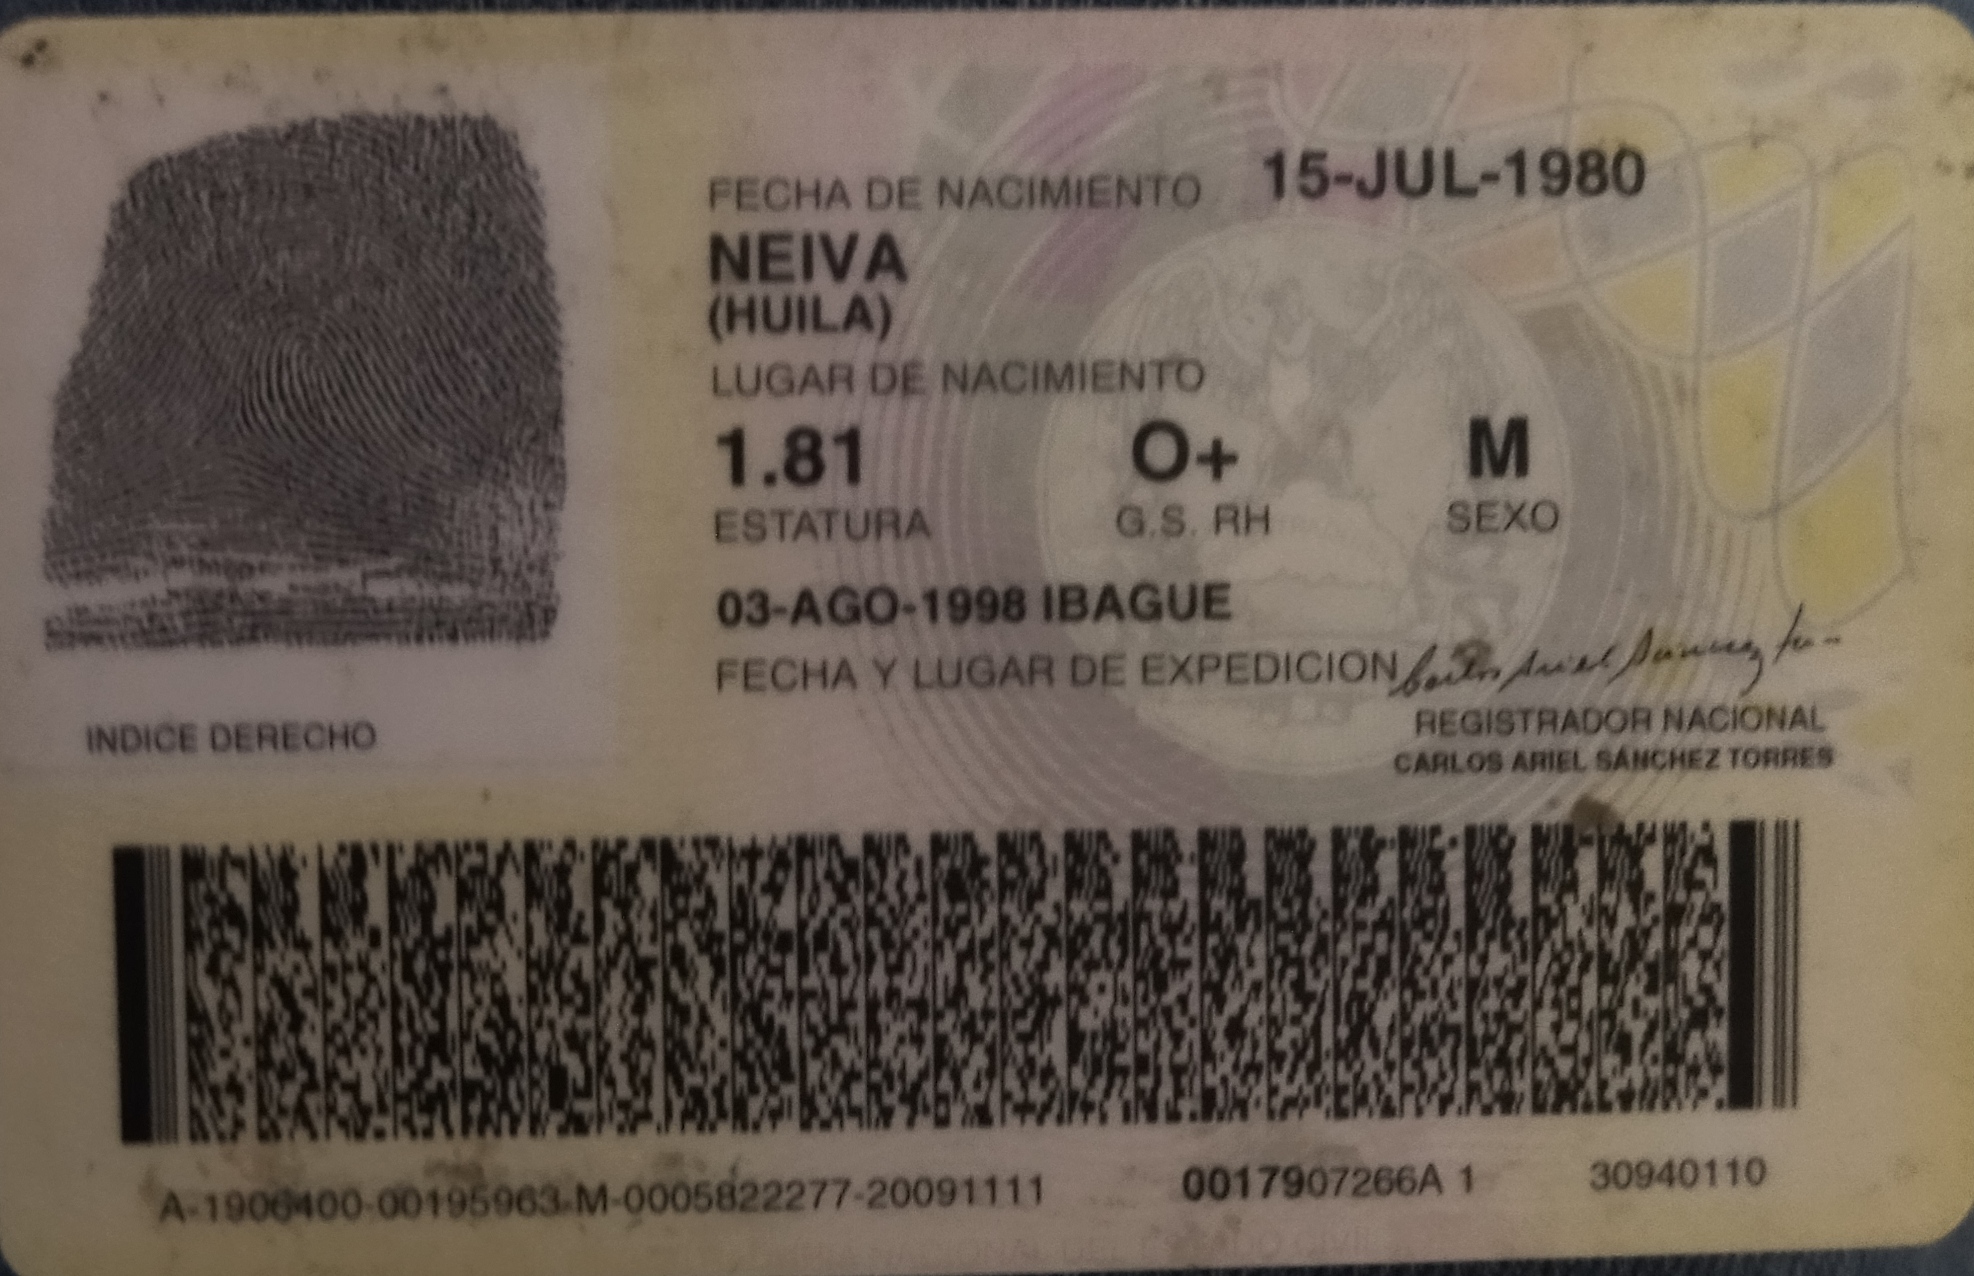 FECHA DE NACIMIENTO 15-JUL-1980
NEIVA
(HUILA)
LUGAR DE NACIMIENTO
1.81 O+ M
ESTATURA G.S. RH SEXO
03-AGO-1998 IBAGUE
FECHA Y LUGAR DE EXPEDICION
INDICE DERECHO
REGISTRADOR NACIONAL
CARLOS ARIEL SÁNCHEZ TORRES
A-1906400-00195963-M-0005822277-20091111 0017907266A 1 30940110